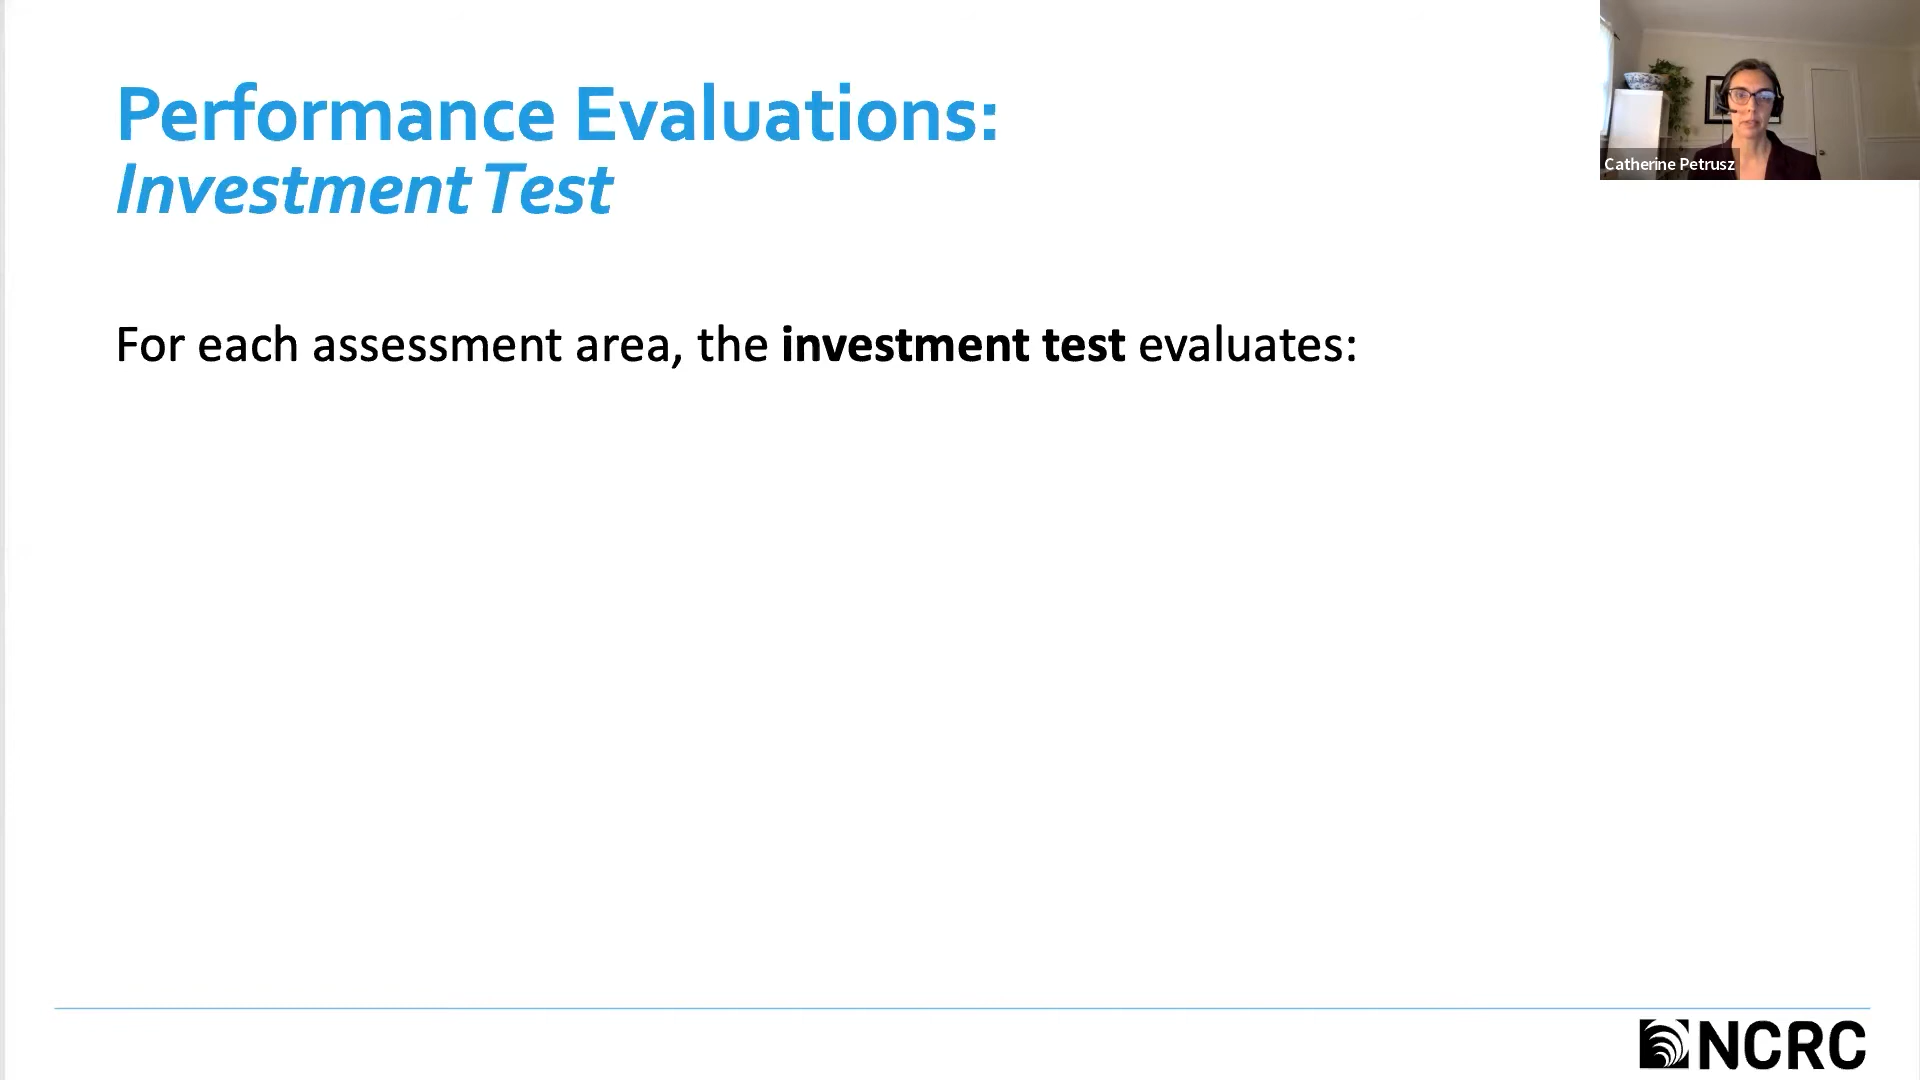 Performance Evaluations:
Investment Test
Catherine Petrusz
For each assessment area, the investment test evaluates:
NCRC